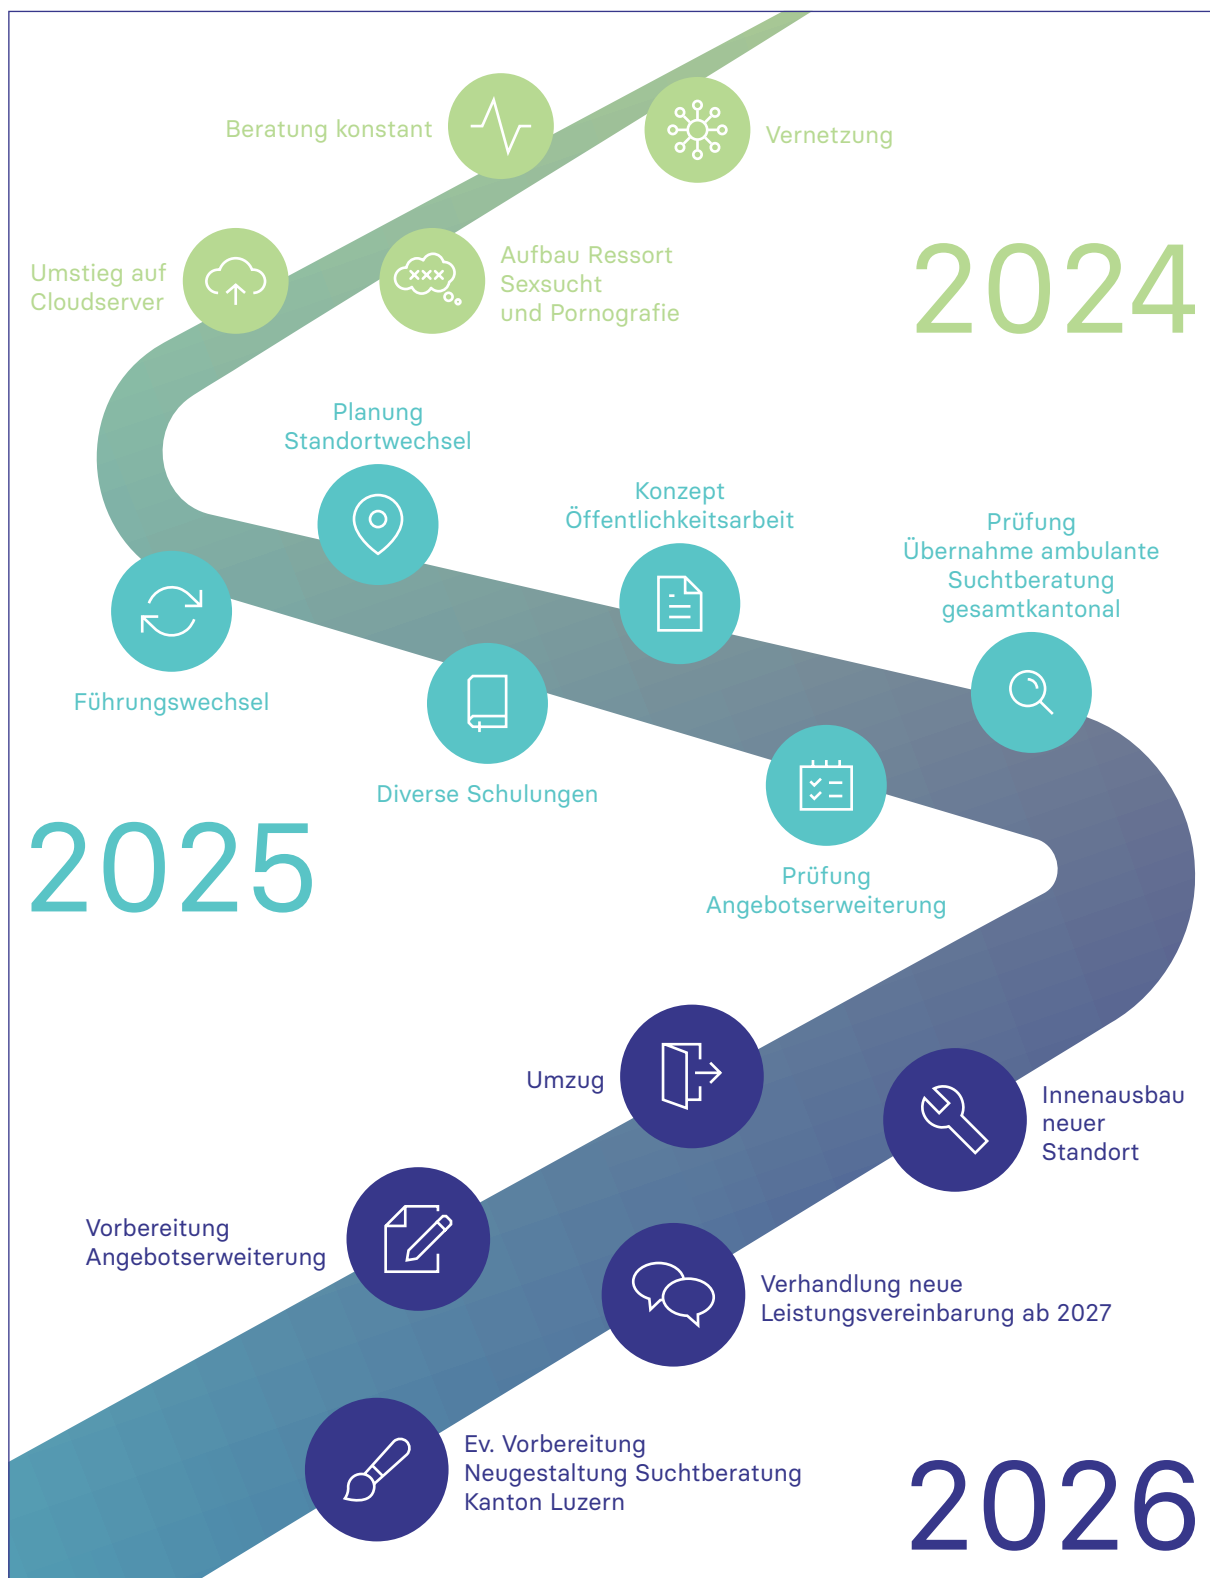 Beratung konstant
Vernetzung
Umstieg auf
Cloudserver
xxx
Aufbau Ressort
Sexsucht
und Pornografie
2024
Planung
Standortwechsel
Konzept
Öffentlichkeitsarbeit
Prüfung
Übernahme ambulante
Suchtberatung
gesamtkantonal
Führungswechsel
Diverse Schulungen
2025
Prüfung
Angebotserweiterung
Umzug
Innenausbau
neuer
Standort
Vorbereitung
Angebotserweiterung
Verhandlung neue
Leistungsvereinbarung ab 2027
Ev. Vorbereitung
Neugestaltung Suchtberatung
Kanton Luzern
2026